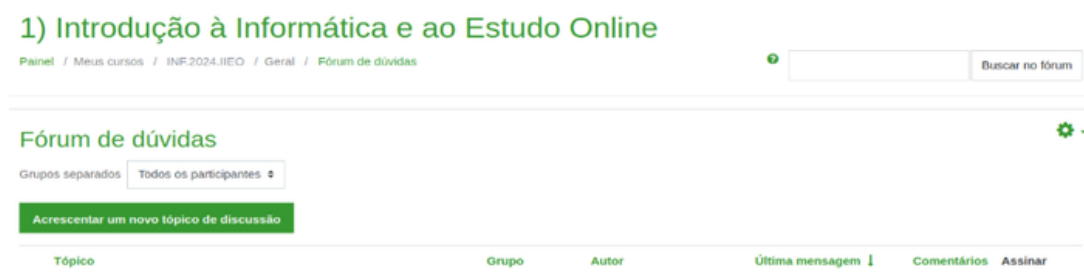 1) Introdução à Informática e ao Estudo Online
Painel / Meus cursos / INF.2024.IIEO / Geral / Fórum de dúvidas
Buscar no fórum
Fórum de dúvidas
Grupos separados Todos os participantes
Acrescentar um novo tópico de discussão
Tópico Grupo Autor Última mensagem ↓ Comentários Assinar